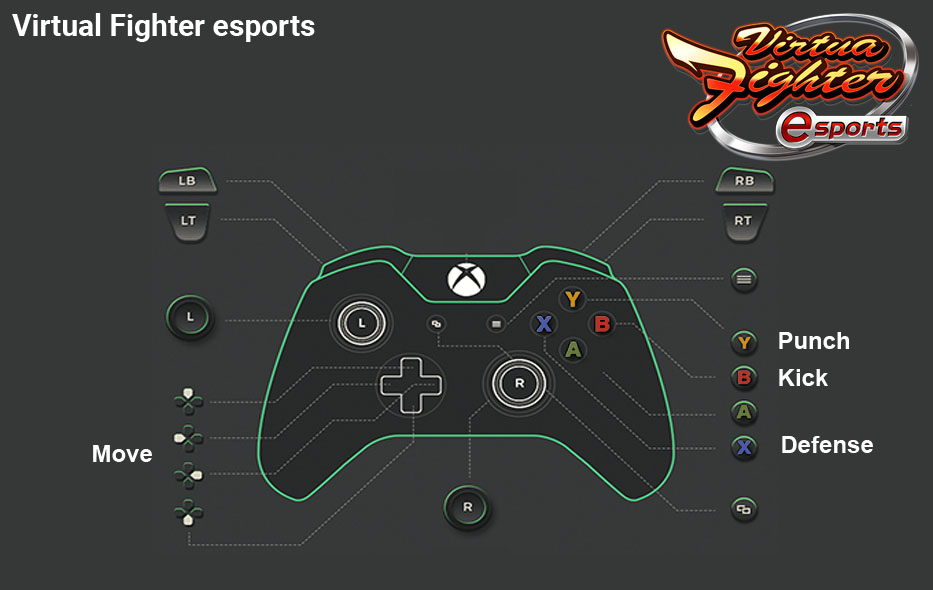 Virtual Fighter esports
Virtua
Fighter
esports
LB
RB
LT
RT
L
L
Y
X
B
A
R
Y Punch
B Kick
A
X Defense
Move
R